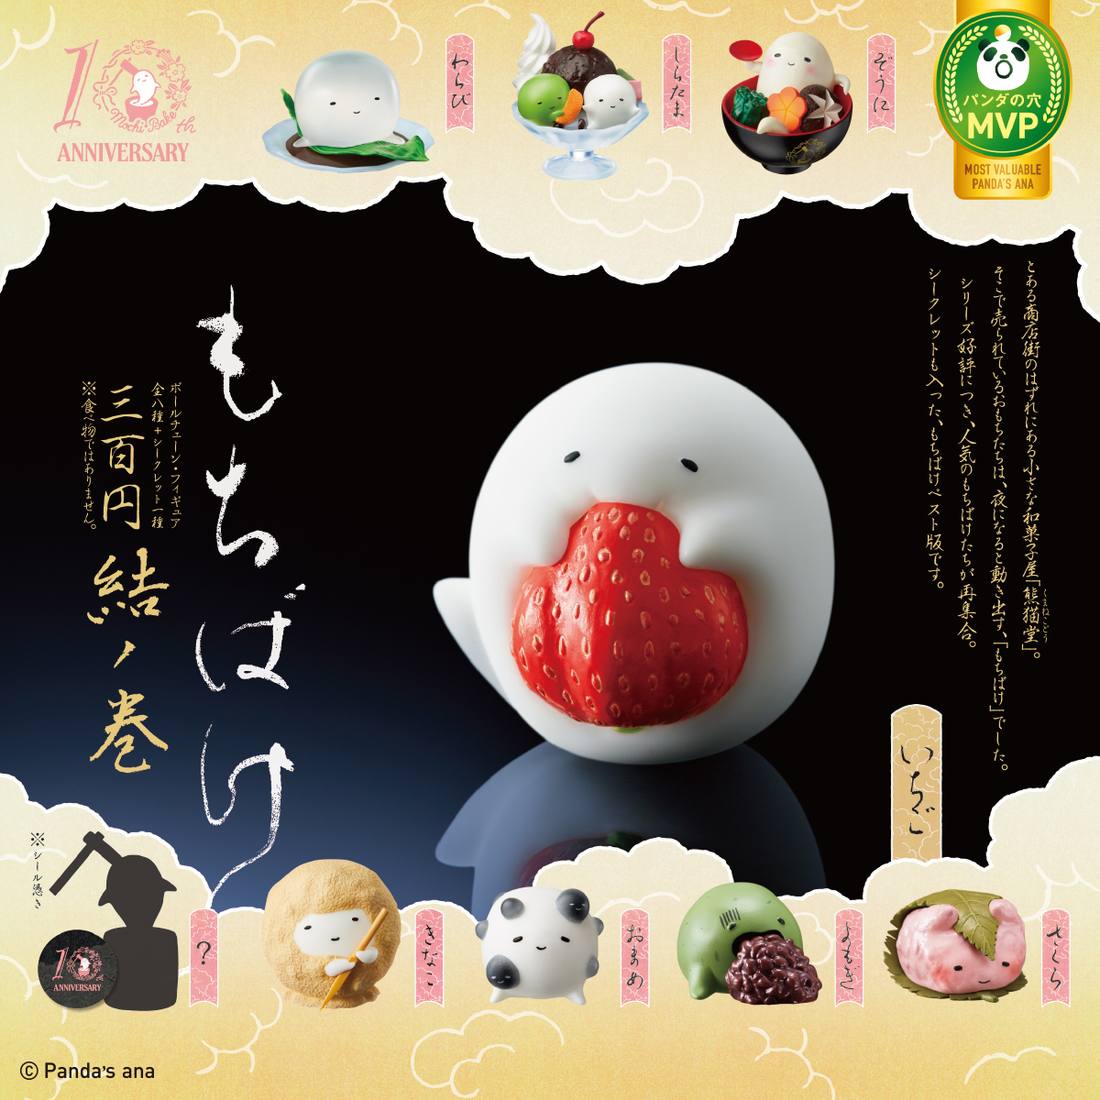 10th
Mochi Bake
ANNIVERSARY
わらび
しらたま
ぞうに
パンダの穴
MVP
MOST VALUABLE
PANDA'S ANA
とある商店街のはずれにある小さな和菓子屋「熊猫堂」。
くまねこどう
そこで売られているおもちたちは、夜になると動き出す、「もちばけ」でした。
シリーズ好評につき、人気のもちばけたちが再集合。
シークレットも入った、もちばけベスト版です。
もちばけ
結ノ巻
ボールチェーン・フィギュア
全八種+シークレット一種
三百円
※食べ物ではありません。
いちご
※シール憑き
10
ANNIVERSARY
?
きなこ
おまめ
よもぎ
さくら
© Panda's ana